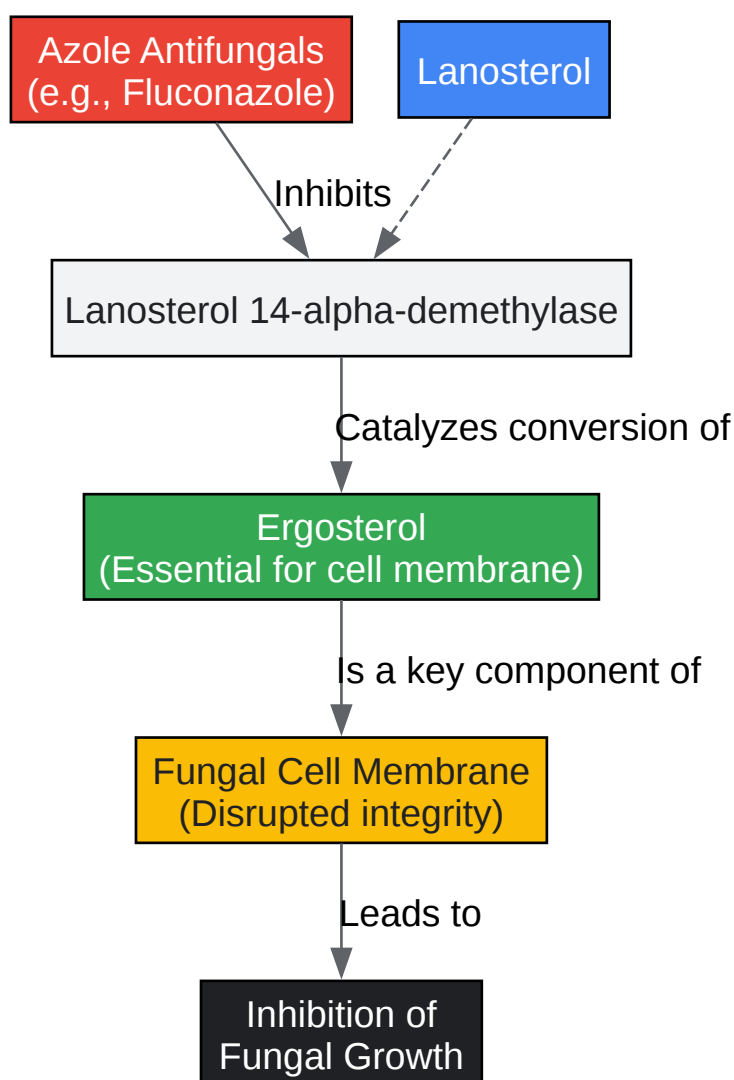 Azole Antifungals
(e.g., Fluconazole)
Lanosterol
Inhibits
Lanosterol 14-alpha-demethylase
Catalyzes conversion of
Ergosterol
(Essential for cell membrane)
Is a key component of
Fungal Cell Membrane
(Disrupted integrity)
Leads to
Inhibition of
Fungal Growth